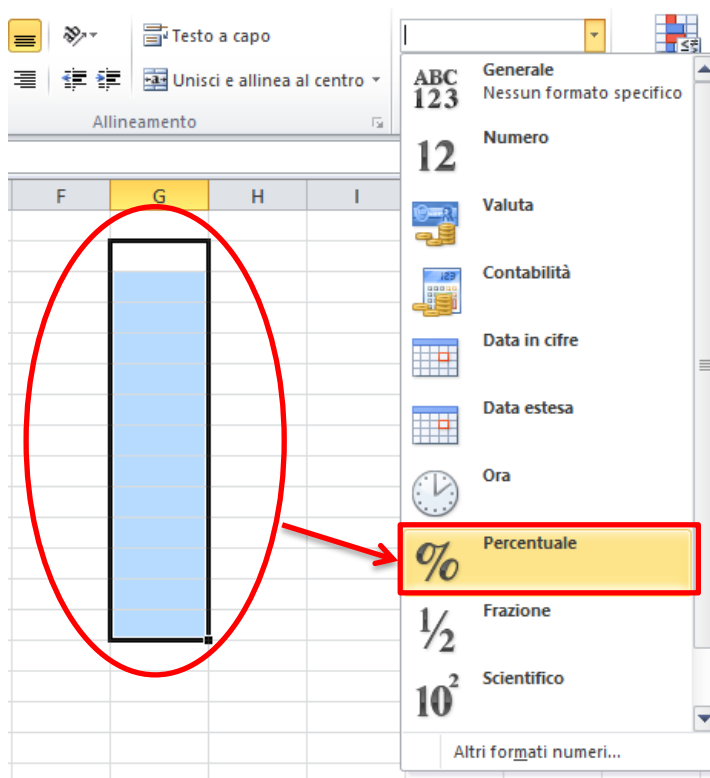 Testo a capo
Unisci e allinea al centro
Allineamento
F G H I
ABC
123
Generale
Nessun formato specifico
12
Numero
Valuta
123
Contabilità
Data in cifre
Data estesa
Ora
%
Percentuale
1/2
Frazione
10²
Scientifico
Altri formati numeri...